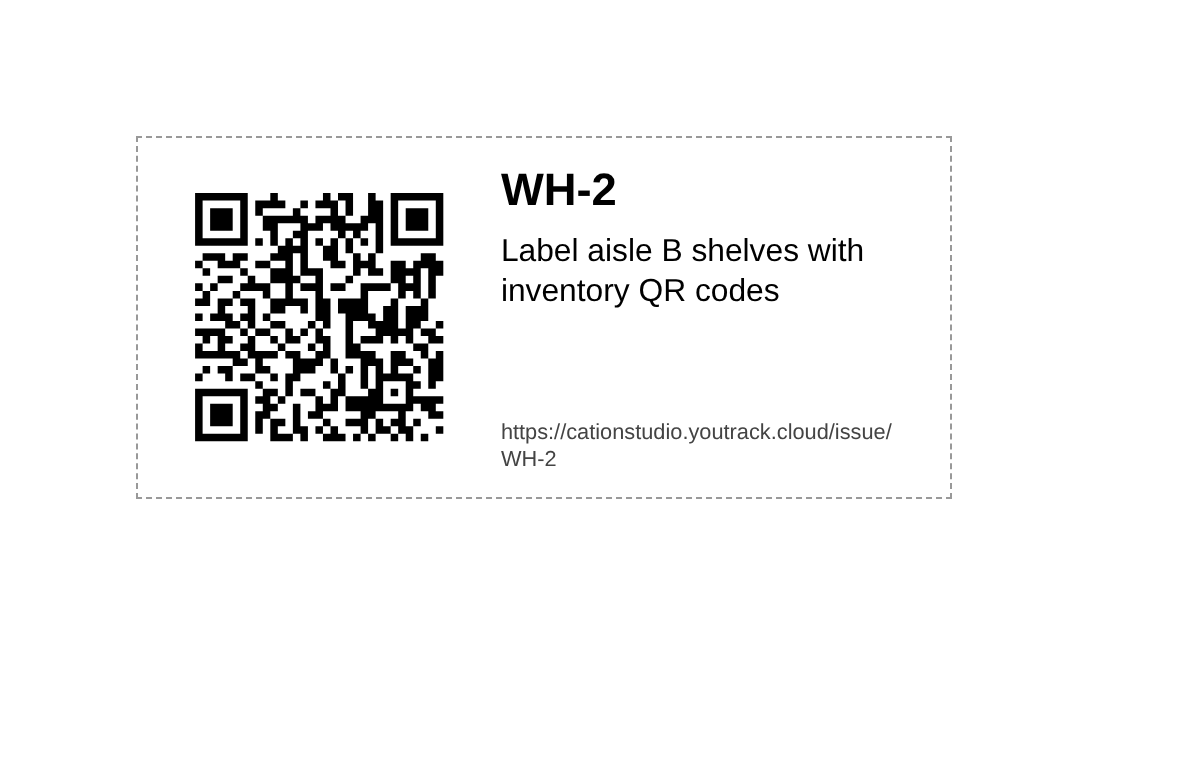 WH-2
Label aisle B shelves with
inventory QR codes
https://cationstudio.youtrack.cloud/issue/
WH-2